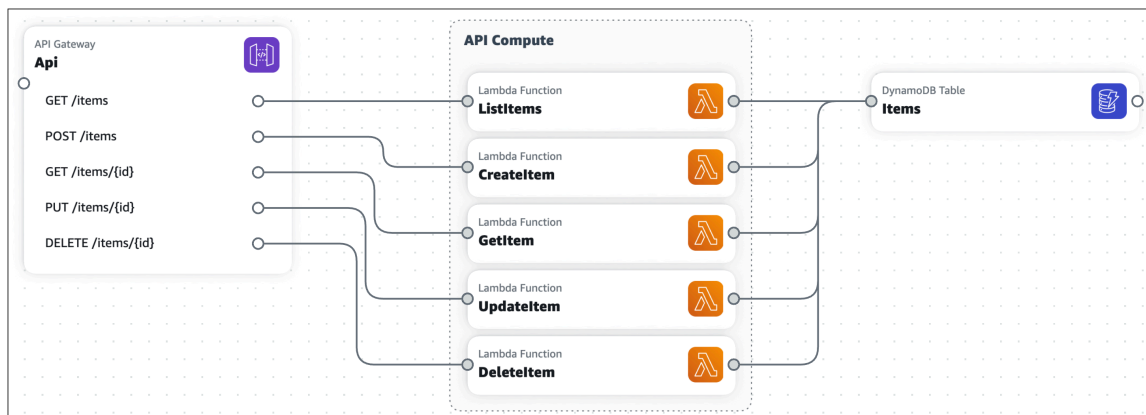 API Gateway
Api
GET /items
POST /items
GET /items/{id}
PUT /items/{id}
DELETE /items/{id}
API Compute
Lambda Function
ListItems
Lambda Function
CreateItem
Lambda Function
GetItem
Lambda Function
UpdateItem
Lambda Function
DeleteItem
DynamoDB Table
Items